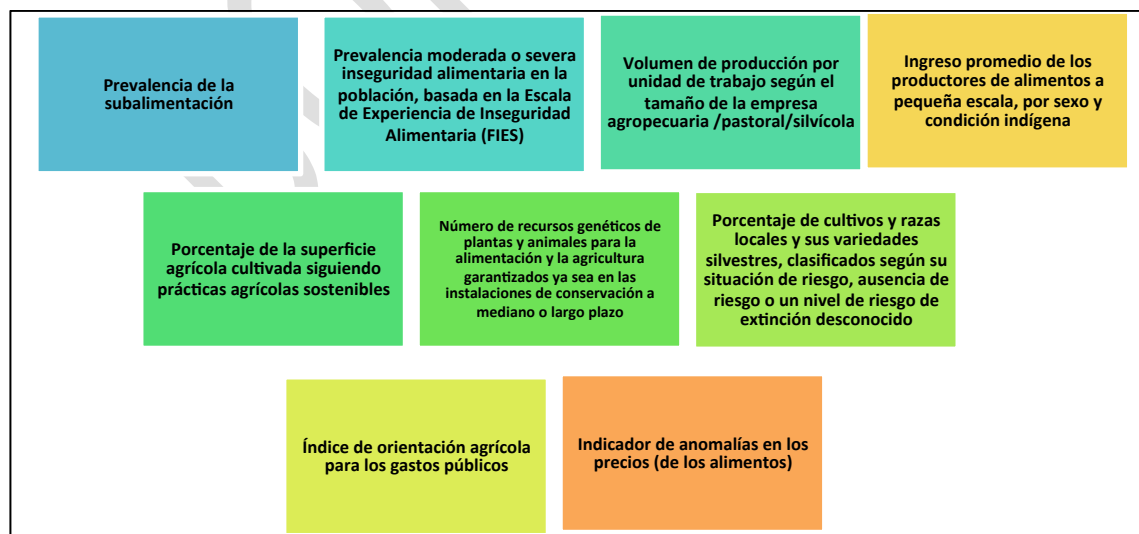 Prevalencia de la
subalimentación
Prevalencia moderada o severa
inseguridad alimentaria en la
población, basada en la Escala
de Experiencia de Inseguridad
Alimentaria (FIES)
Volumen de producción por
unidad de trabajo según el
tamaño de la empresa
agropecuaria /pastoral/silvícola
Ingreso promedio de los
productores de alimentos a
pequeña escala, por sexo y
condición indígena
Porcentaje de la superficie
agrícola cultivada siguiendo
prácticas agrícolas sostenibles
Número de recursos genéticos de
plantas y animales para la
alimentación y la agricultura
garantizados ya sea en las
instalaciones de conservación a
mediano o largo plazo
Porcentaje de cultivos y razas
locales y sus variedades
silvestres, clasificados según su
situación de riesgo, ausencia de
riesgo o un nivel de riesgo de
extinción desconocido
Índice de orientación agrícola
para los gastos públicos
Indicador de anomalías en los
precios (de los alimentos)